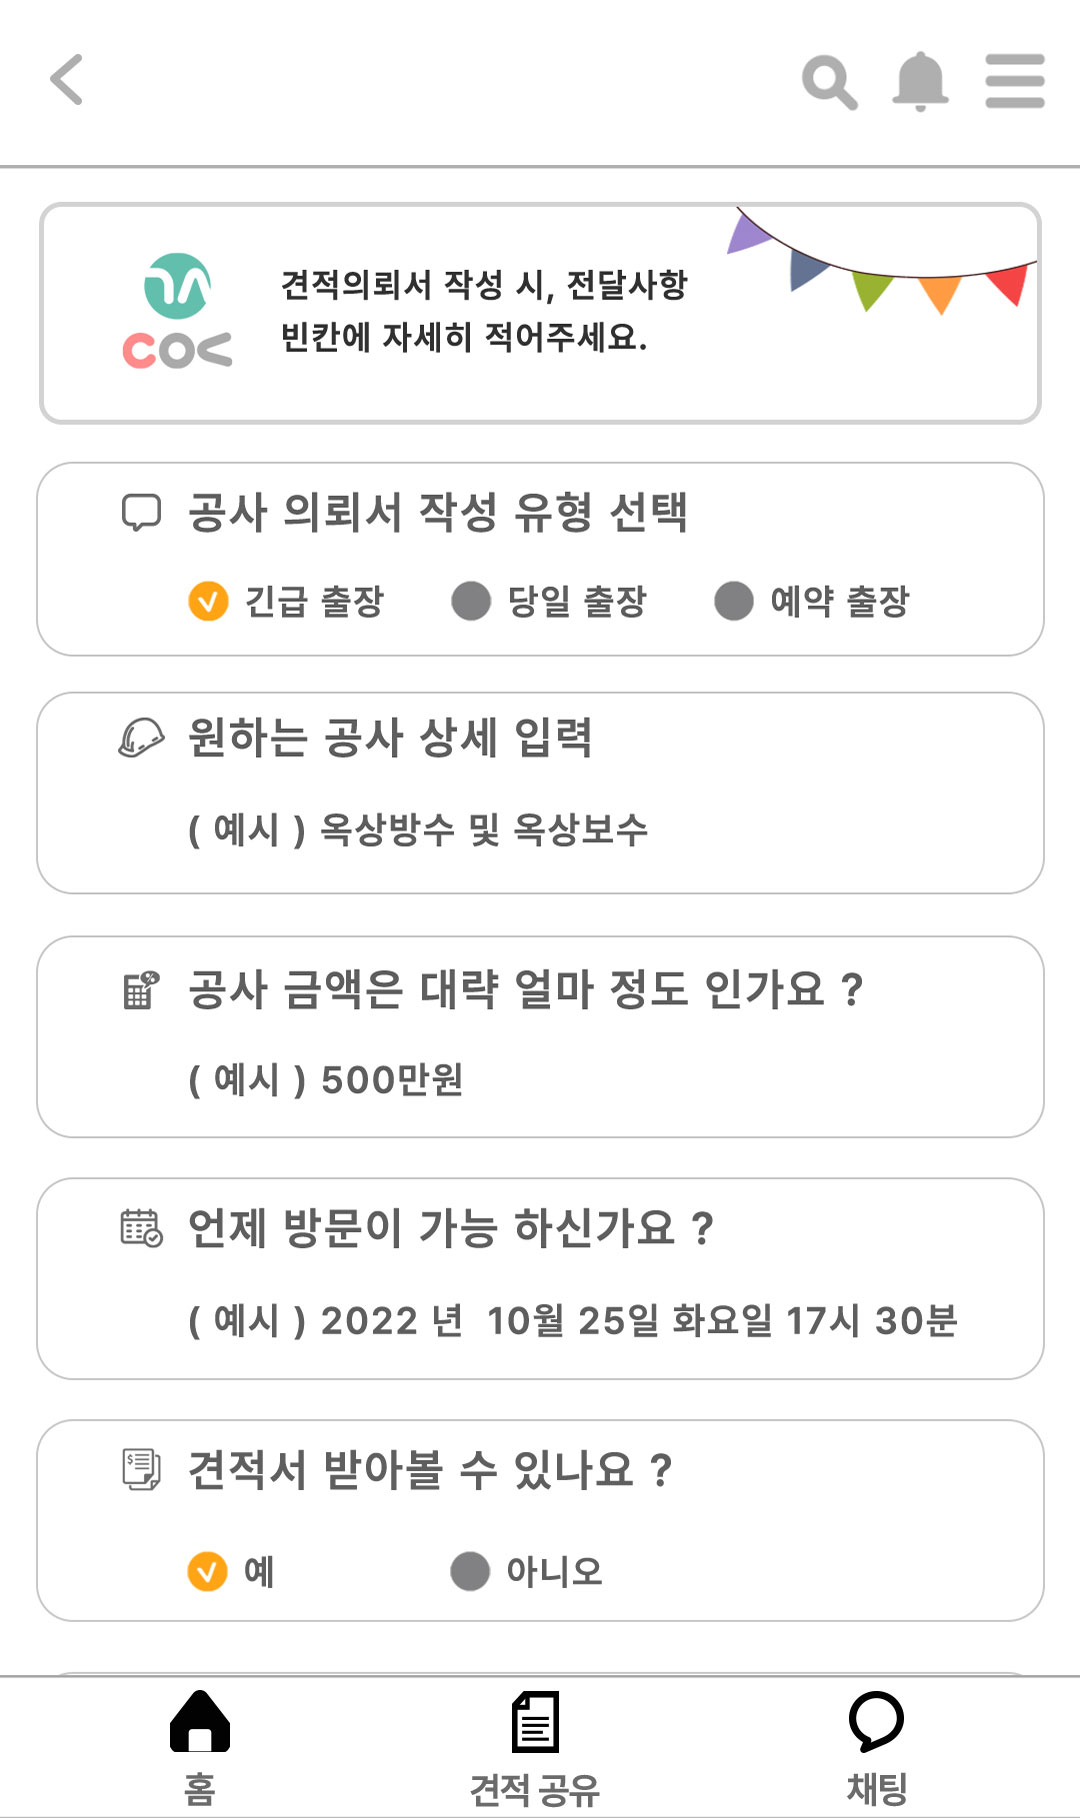 coc
견적의뢰서 작성 시, 전달사항
빈칸에 자세히 적어주세요.
공사 의뢰서 작성 유형 선택
긴급 출장 당일 출장 예약 출장
원하는 공사 상세 입력
( 예시 ) 옥상방수 및 옥상보수
공사 금액은 대략 얼마 정도 인가요 ?
( 예시 ) 500만원
언제 방문이 가능 하신가요 ?
( 예시 ) 2022 년 10월 25일 화요일 17시 30분
견적서 받아볼 수 있나요 ?
예 아니오
홈 견적 공유 채팅